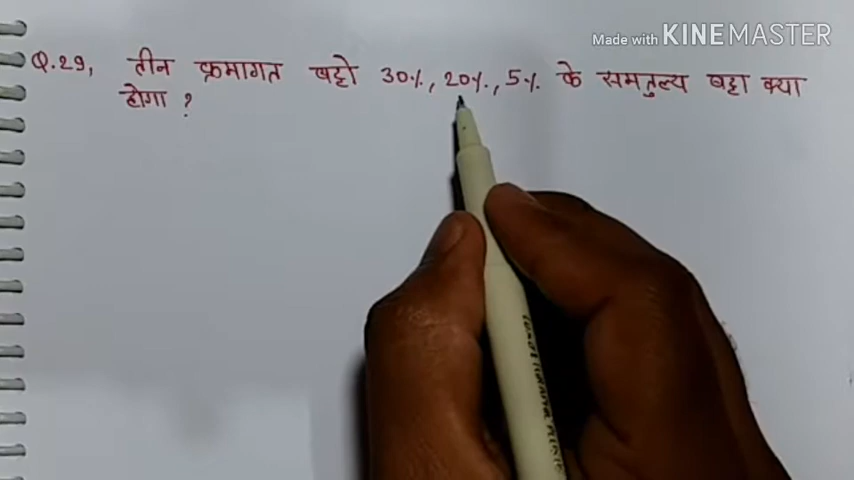 Made with KINEMASTER
Q.29, तीन क्रमागत बट्टो 30%, 20%, 5% के समतुल्य बट्टा क्या
होगा ?